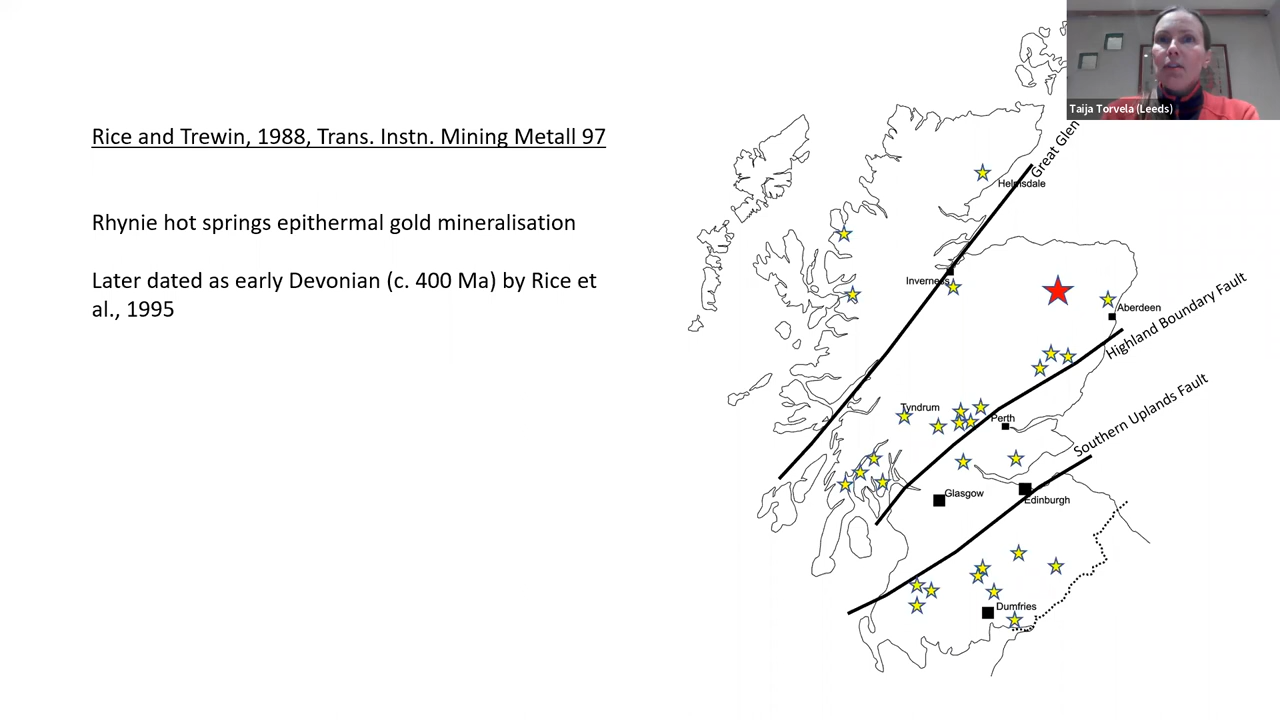 Rice and Trewin, 1988, Trans. Instn. Mining Metall 97
Rhynie hot springs epithermal gold mineralisation
Later dated as early Devonian (c. 400 Ma) by Rice et
al., 1995
Taija Torvela (Leeds)
Great Glen
Helmsdale
Inverness
Aberdeen
Highland Boundary Fault
Tyndrum
Perth
Southern Uplands Fault
Glasgow
Edinburgh
Dumfries